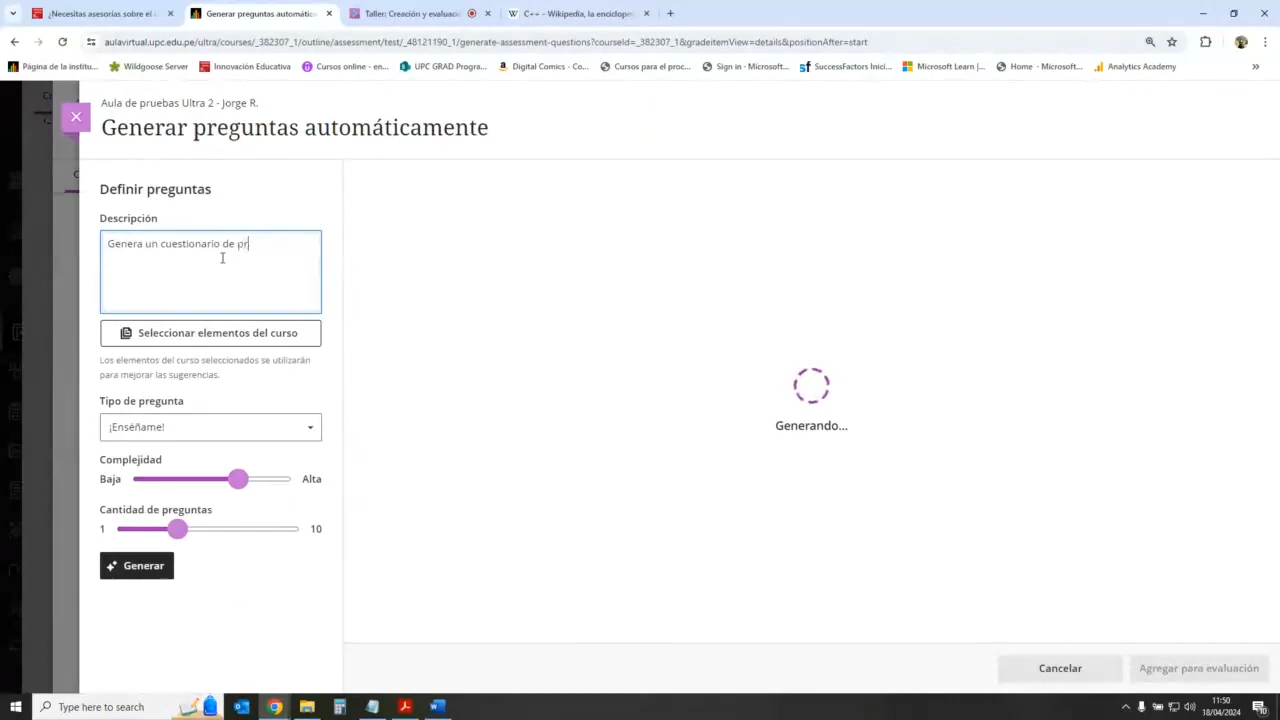 ¿Necesitas asesorías sobre el
Generar preguntas automátic
Taller: Creación y evaluac
C++ - Wikipedia, la enciclope
aulavirtual.upc.edu.pe/ultra/courses/_382307_1/outline/assessment/test/_48121190_1/generate-assessment-questions?courseId=_382307_1&gradeitemView=details&positionAfter=start
Página de la institu...
Wildgoose Server
Innovación Educativa
Cursos online - en...
UPC GRAD Progra...
Digital Comics - Co...
Cursos para el proc...
Sign in - Microsoft...
SuccessFactors Inici...
Microsoft Learn |...
Home - Microsoft...
Analytics Academy
Aula de pruebas Ultra 2 - Jorge R.
Generar preguntas automáticamente
Definir preguntas
Descripción
Genera un cuestionario de pr
Seleccionar elementos del curso
Los elementos del curso seleccionados se utilizarán
para mejorar las sugerencias.
Tipo de pregunta
¡Enséñame!
Complejidad
Baja
Alta
Cantidad de preguntas
1
10
Generar
Generando...
Cancelar
Agregar para evaluación
Type here to search
11:50
18/04/2024